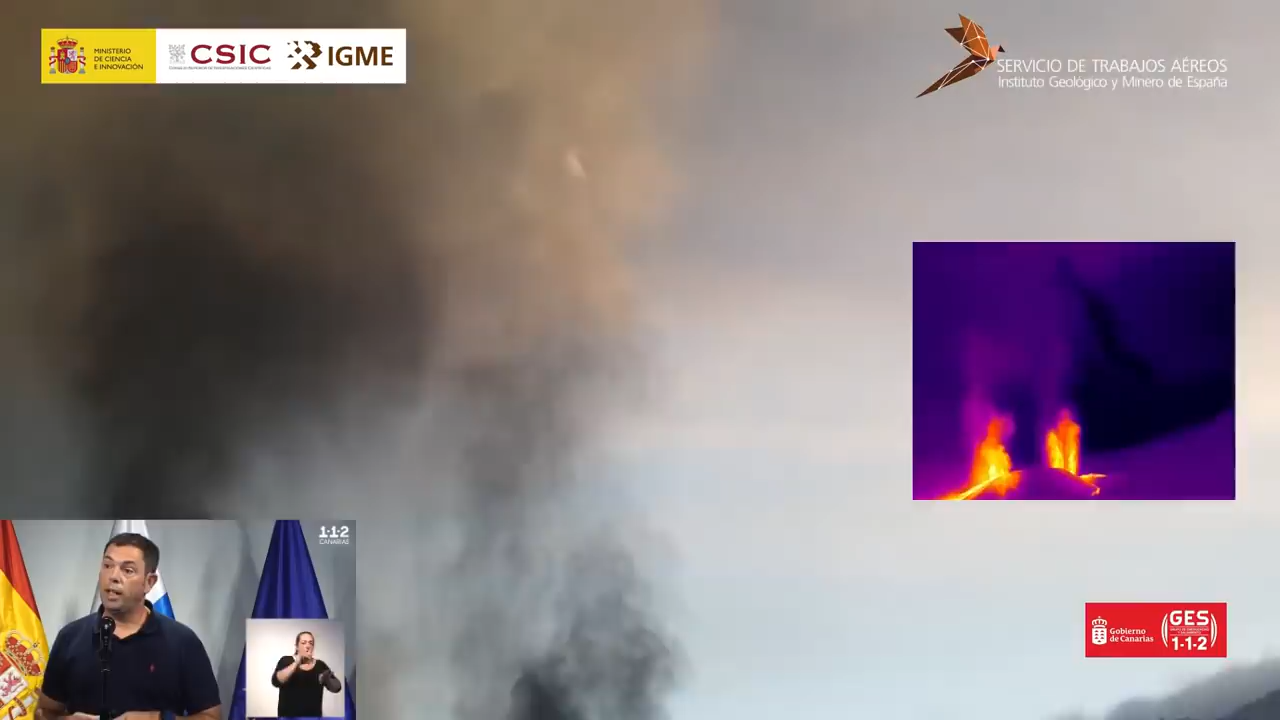 MINISTERIO
DE CIENCIA
E INNOVACIÓN
CSIC
IGME
SERVICIO DE TRABAJOS AÉREOS
Instituto Geológico y Minero de España
1·1·2
CANARIAS
Gobierno
de Canarias
GES
1-1-2